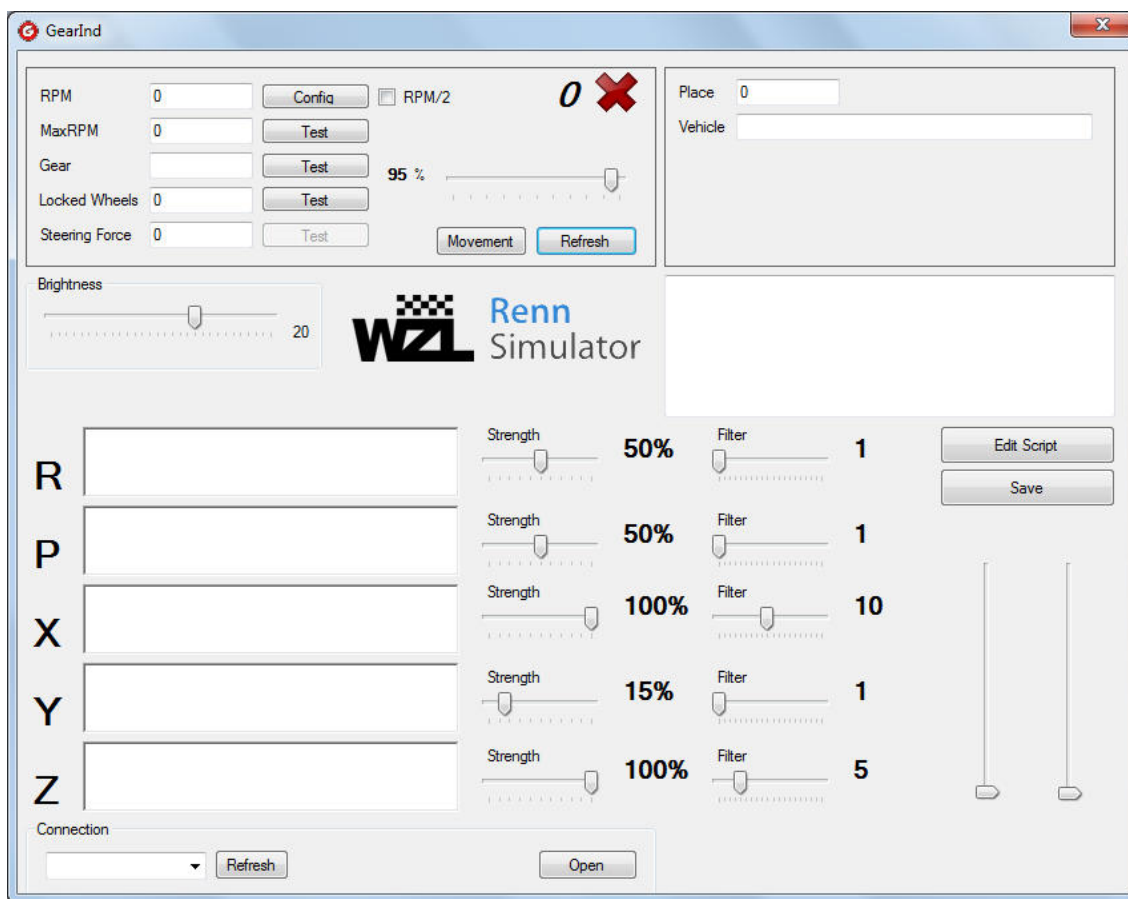 GearInd
RPM 0 Config RPM/2 0
MaxRPM 0 Test
Gear Test 95 %
Locked Wheels 0 Test
Steering Force 0 Test Movement Refresh
Place 0
Vehicle
Brightness
20
WZL Renn
Simulator
R Strength 50% Filter 1
P Strength 50% Filter 1
X Strength 100% Filter 10
Y Strength 15% Filter 1
Z Strength 100% Filter 5
Edit Script
Save
Connection
Refresh Open